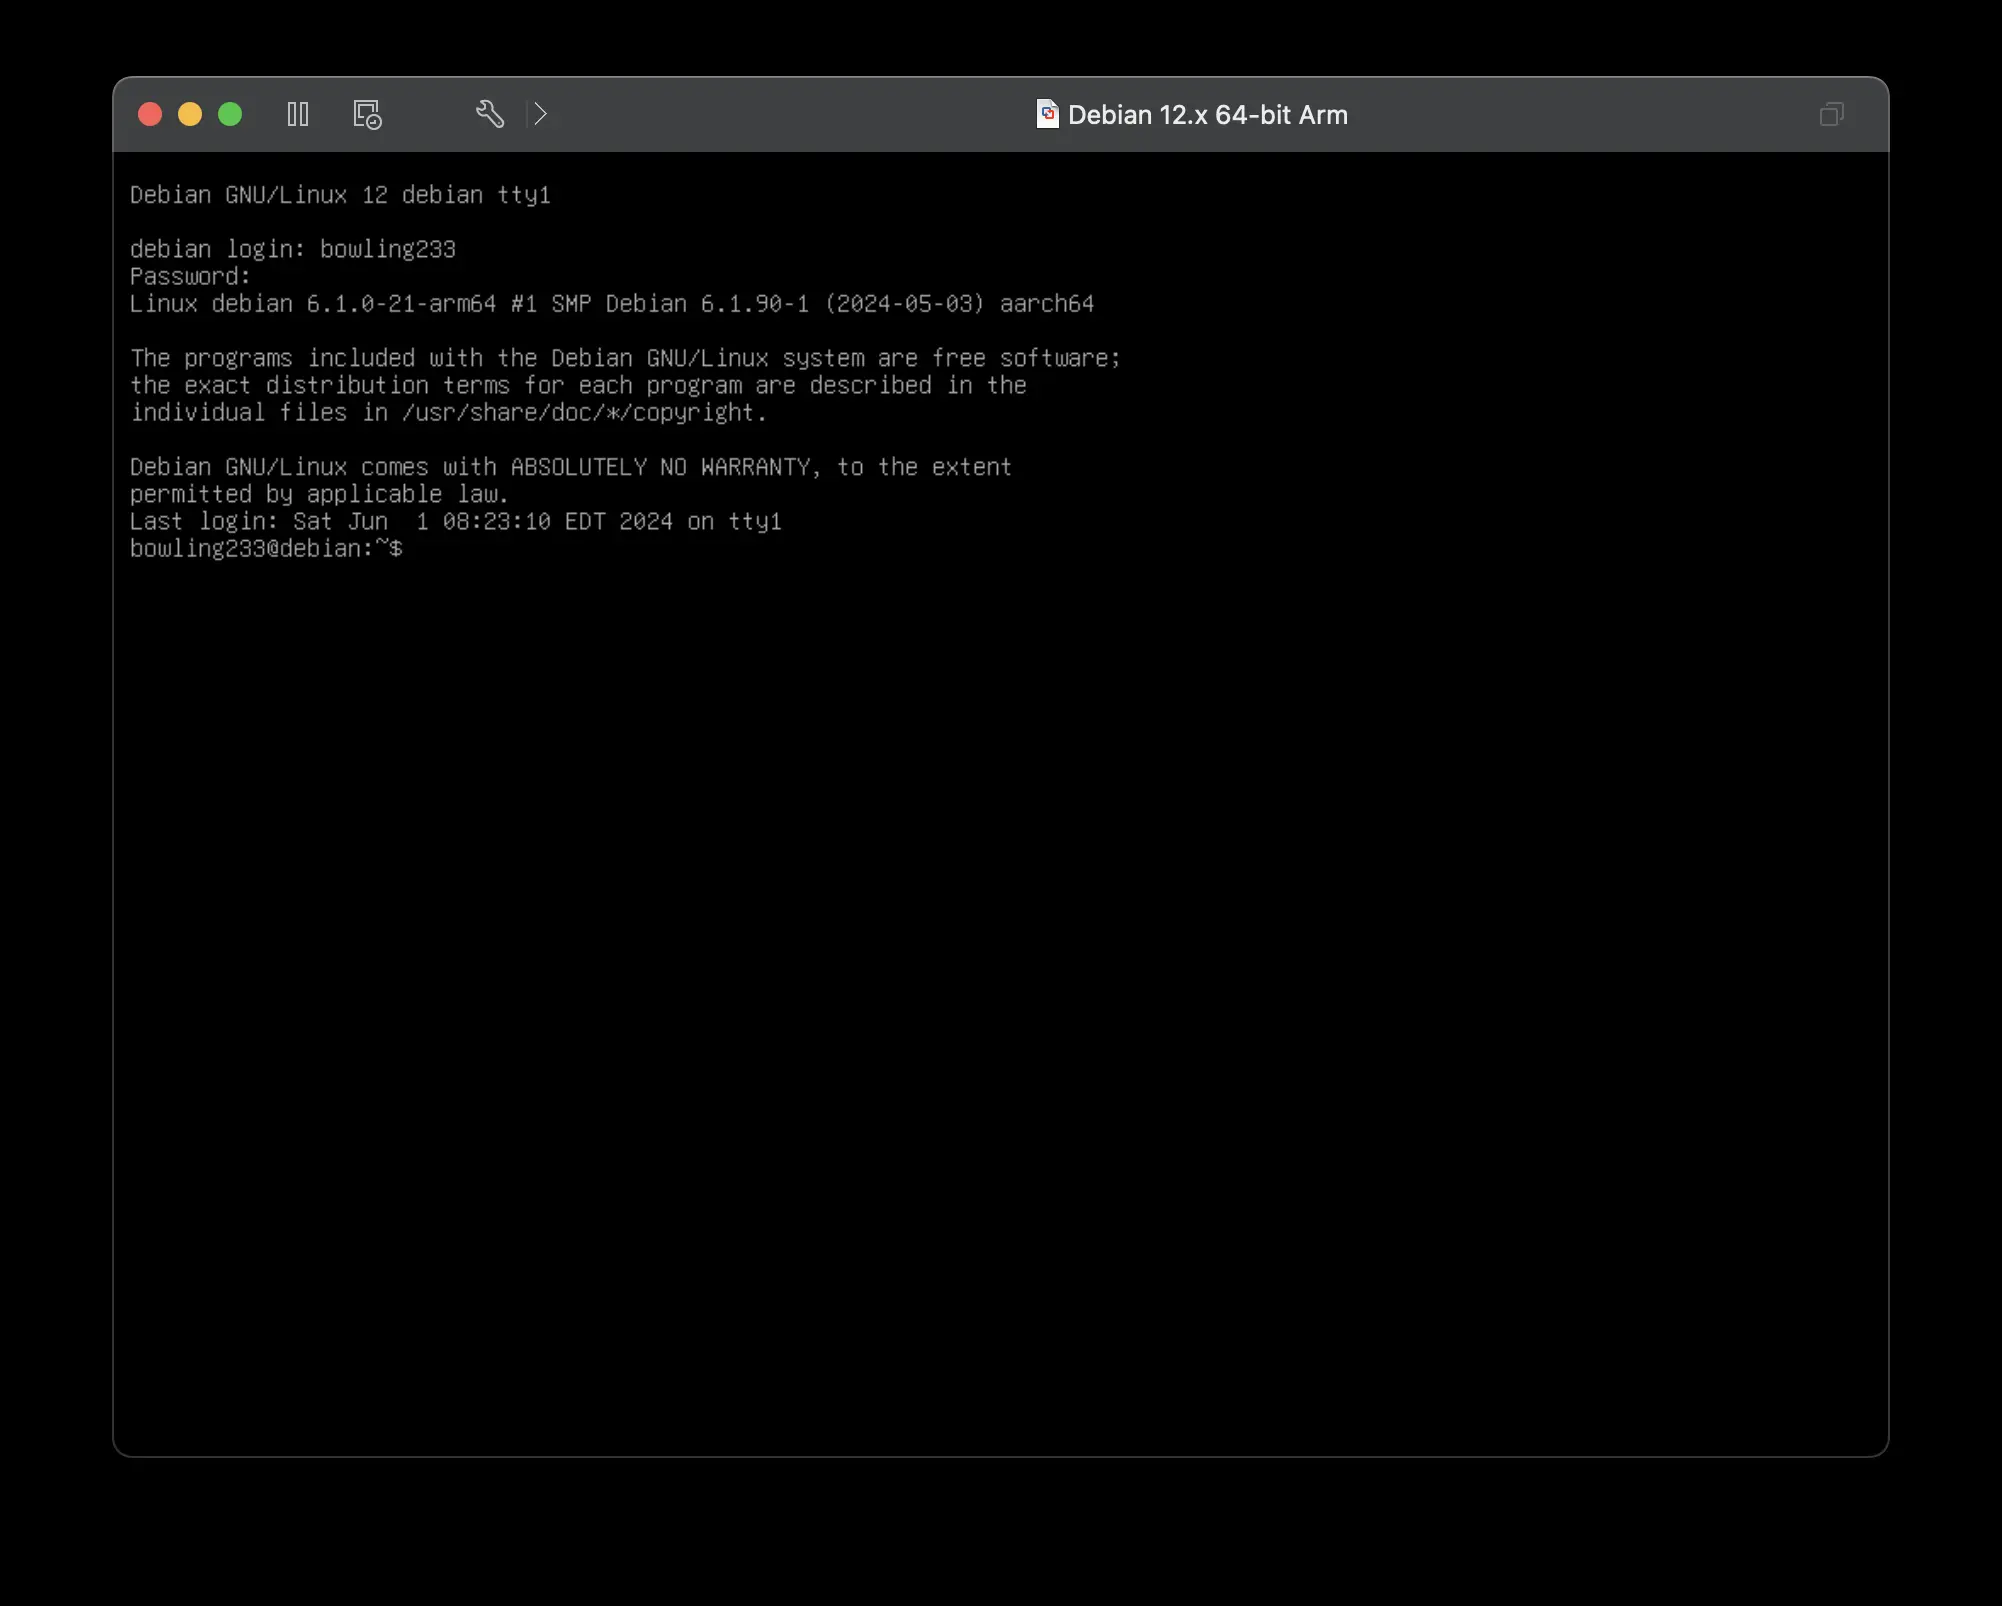 Debian 12.x 64-bit Arm
Debian GNU/Linux 12 debian tty1
debian login: bowling233
Password:
Linux debian 6.1.0-21-arm64 #1 SMP Debian 6.1.90-1 (2024-05-03) aarch64
The programs included with the Debian GNU/Linux system are free software;
the exact distribution terms for each program are described in the
individual files in /usr/share/doc/*/copyright.
Debian GNU/Linux comes with ABSOLUTELY NO WARRANTY, to the extent
permitted by applicable law.
Last login: Sat Jun  1 08:23:10 EDT 2024 on tty1
bowling233@debian:~$